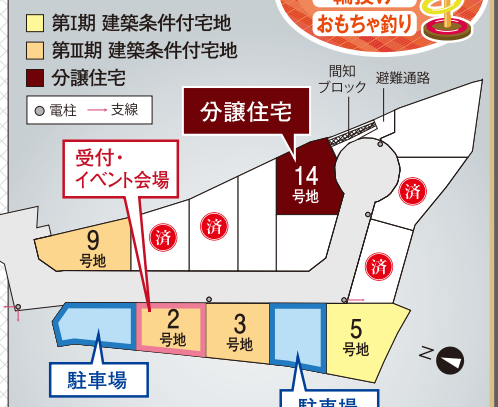 輪投げ
おもちゃ釣り
第Ⅰ期 建築条件付宅地
第Ⅲ期 建築条件付宅地
分譲住宅
電柱 支線
間知
ブロック
避難通路
分譲住宅
受付・
イベント会場
14
号地
済
済
済
済
9
号地
2
号地
3
号地
5
号地
N
駐車場
駐車場